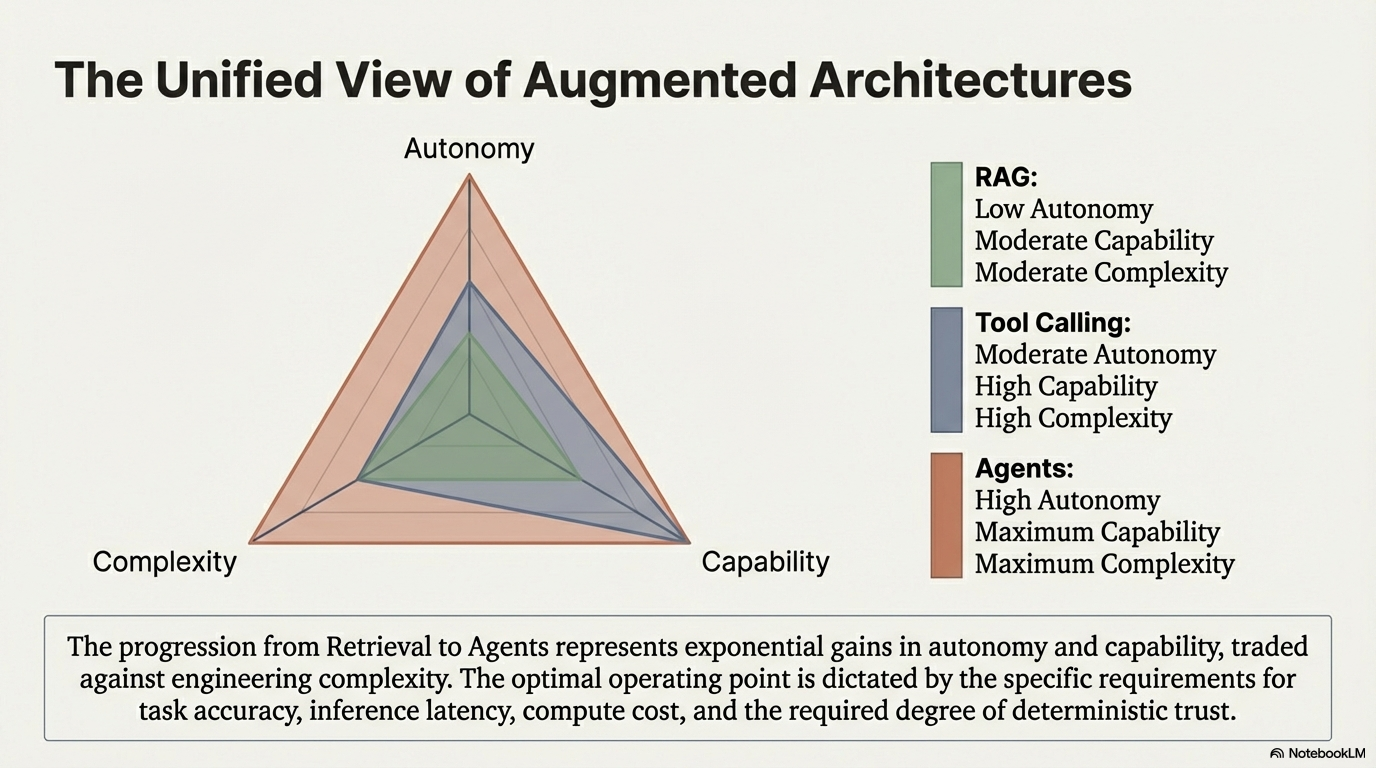 The Unified View of Augmented Architectures
Autonomy
Complexity
Capability
RAG:
Low Autonomy
Moderate Capability
Moderate Complexity
Tool Calling:
Moderate Autonomy
High Capability
High Complexity
Agents:
High Autonomy
Maximum Capability
Maximum Complexity
The progression from Retrieval to Agents represents exponential gains in autonomy and capability, traded
against engineering complexity. The optimal operating point is dictated by the specific requirements for
task accuracy, inference latency, compute cost, and the required degree of deterministic trust.
NotebookLM